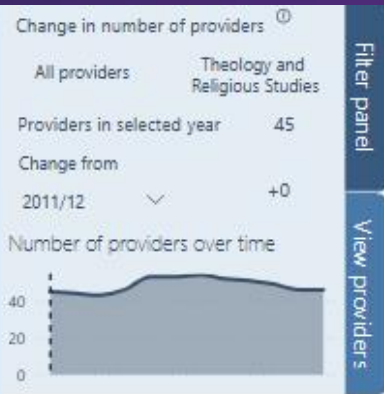 Change in number of providers
All providers
Theology and
Religious Studies
Providers in selected year 45
Change from
2011/12 +0
Number of providers over time
40
20
0
Filter panel
View providers